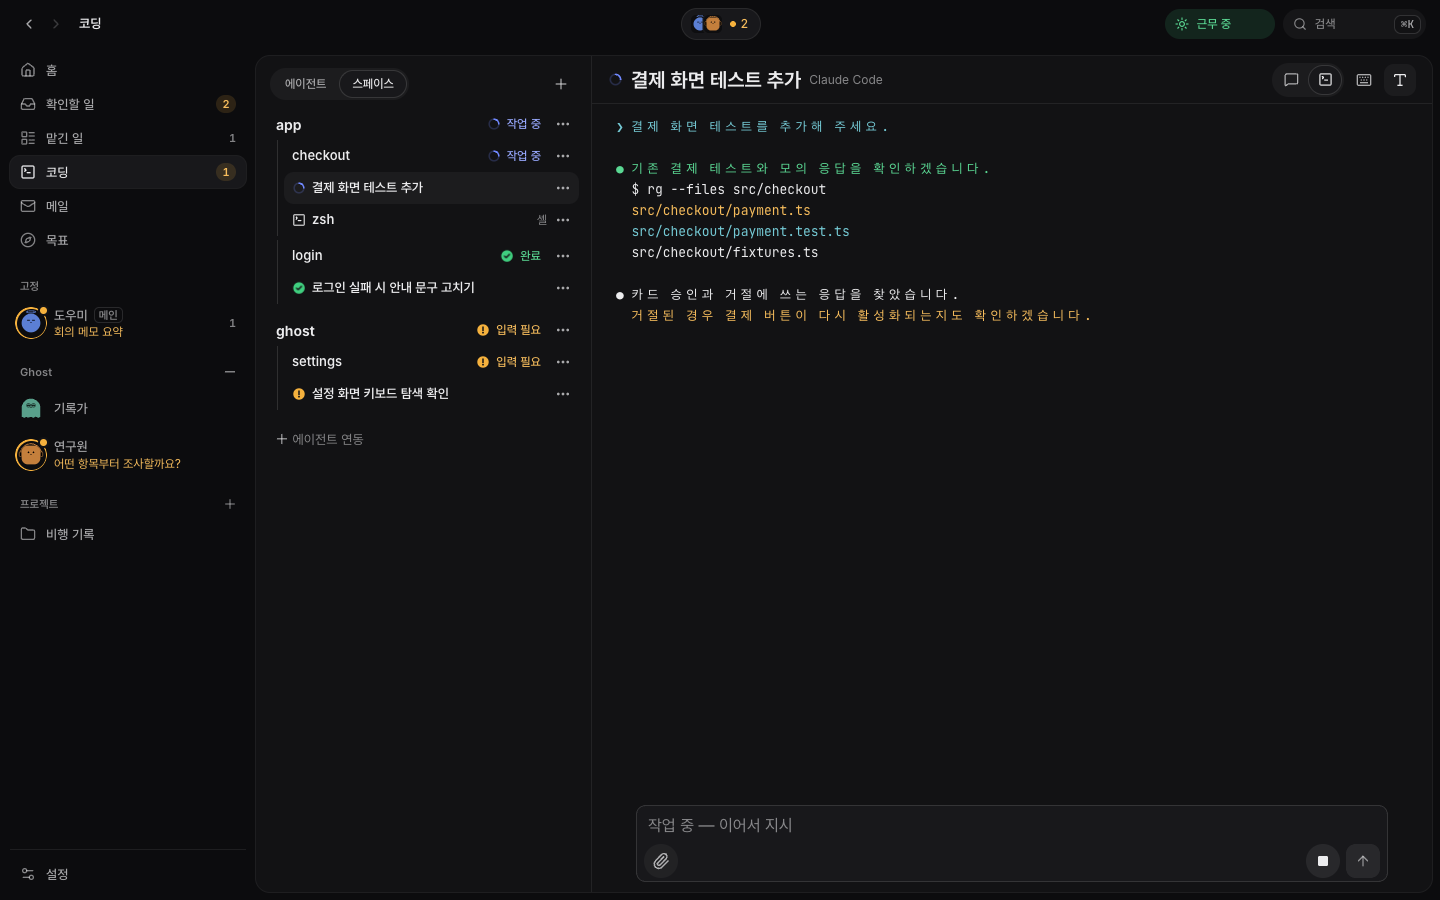 코딩
2
근무 중
검색
⌘K
홈
확인할 일
2
맡긴 일
1
코딩
1
메일
목표
고정
도우미 메인
회의 메모 요약
1
Ghost
기록가
연구원
어떤 항목부터 조사할까요?
프로젝트
비행 기록
설정
에이전트
스페이스
app
작업 중
checkout
작업 중
결제 화면 테스트 추가
zsh
셸
login
완료
로그인 실패 시 안내 문구 고치기
ghost
입력 필요
settings
입력 필요
설정 화면 키보드 탐색 확인
에이전트 연동
결제 화면 테스트 추가 Claude Code
❯ 결제 화면 테스트를 추가해 주세요.
● 기존 결제 테스트와 모의 응답을 확인하겠습니다.
$ rg --files src/checkout
src/checkout/payment.ts
src/checkout/payment.test.ts
src/checkout/fixtures.ts
● 카드 승인과 거절에 쓰는 응답을 찾았습니다.
거절된 경우 결제 버튼이 다시 활성화되는지도 확인하겠습니다.
작업 중 — 이어서 지시